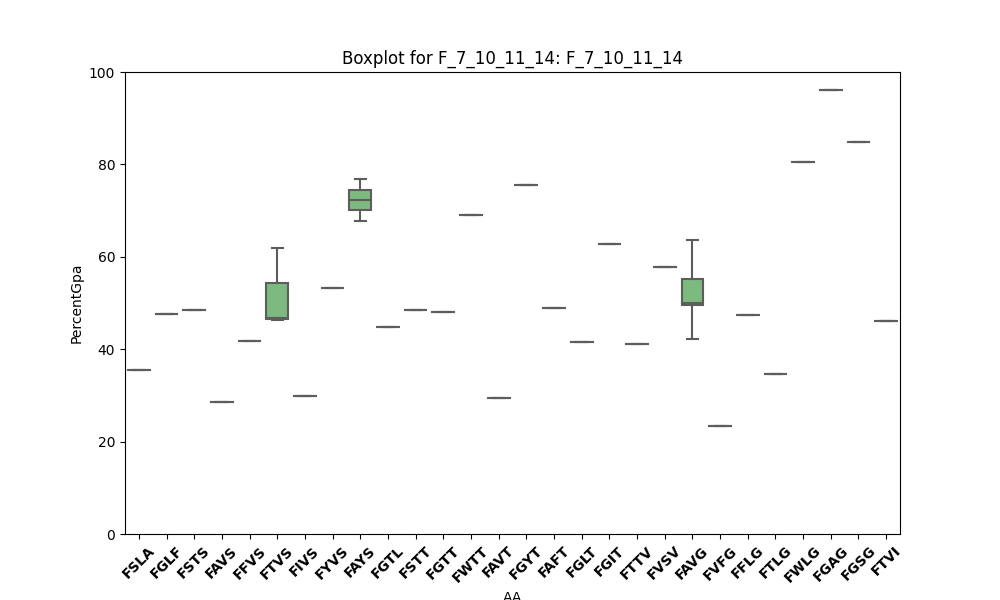 Boxplot for F_7_10_11_14: F_7_10_11_14
100
80
60
40
20
0
PercentGpa
FSLA FGLF FSTS FAVS FFVS FTVS FIVS FYVS FAYS FGTL FSTT FGTT FWTT FAVT FGYT FAFT FGLT FGIT FTTV FVSV FAVG FVFG FFLG FTLG FWLG FGAG FGSG FTVI
AA